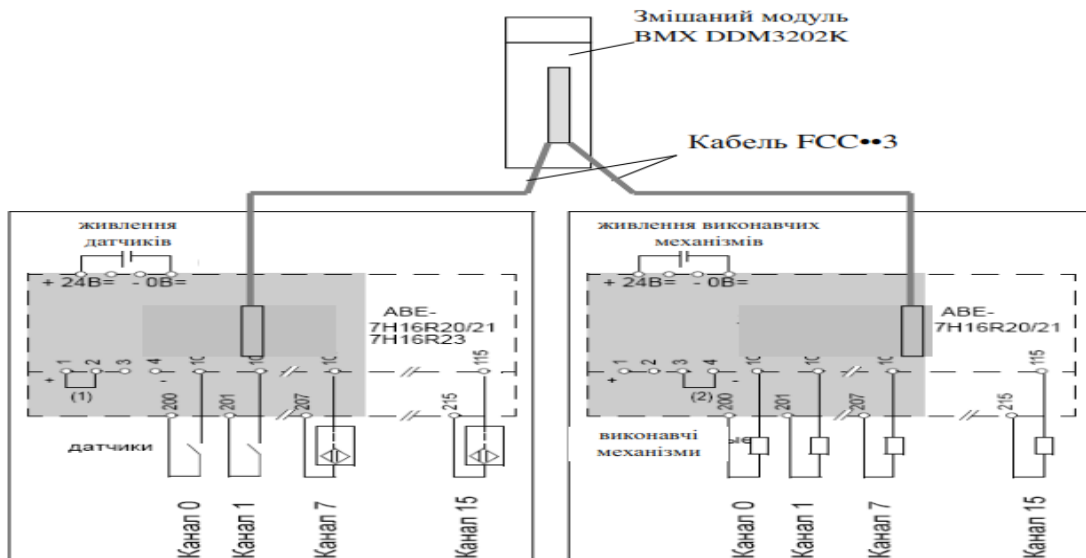 Змішаний модуль
BMX DDM3202K
Кабель FCC••3
живлення
датчиків
+ 24В= - 0В=
ABE-
7H16R20/21
7H16R23
1 2 3 4 1C 1C 1C 115
+ -
(1)
200 201 207 215
датчики
Канал 0
Канал 1
Канал 7
Канал 15
живлення виконавчих
механізмів
+ 24В= - 0В=
ABE-
7H16R20/21
1 2 3 4 10 10 10 115
+ -
(2)
200 201 207 215
виконавчі
механізми
Канал 0
Канал 1
Канал 7
Канал 15